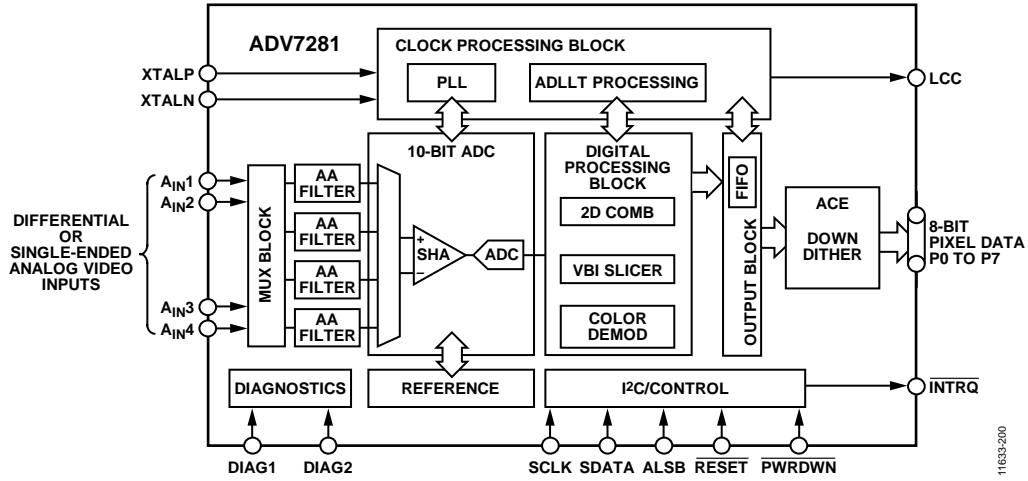 ADV7281
CLOCK PROCESSING BLOCK
PLL
ADLLT PROCESSING
XTALP
XTALN
LCC
10-BIT ADC
DIGITAL
PROCESSING
BLOCK
2D COMB
VBI SLICER
COLOR
DEMOD
OUTPUT BLOCK
FIFO
ACE
DOWN
DITHER
8-BIT
PIXEL DATA
P0 TO P7
DIFFERENTIAL
OR
SINGLE-ENDED
ANALOG VIDEO
INPUTS
AIN1
AIN2
AIN3
AIN4
MUX BLOCK
AA
FILTER
AA
FILTER
AA
FILTER
AA
FILTER
+
SHA
–
ADC
DIAGNOSTICS
REFERENCE
I2C/CONTROL
INTRQ
DIAG1
DIAG2
SCLK
SDATA
ALSB
RESET
PWRDWN
11633-200